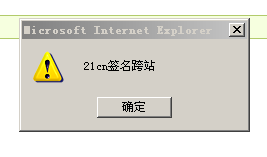 Microsoft Internet Explorer
21cn签名跨站
确定